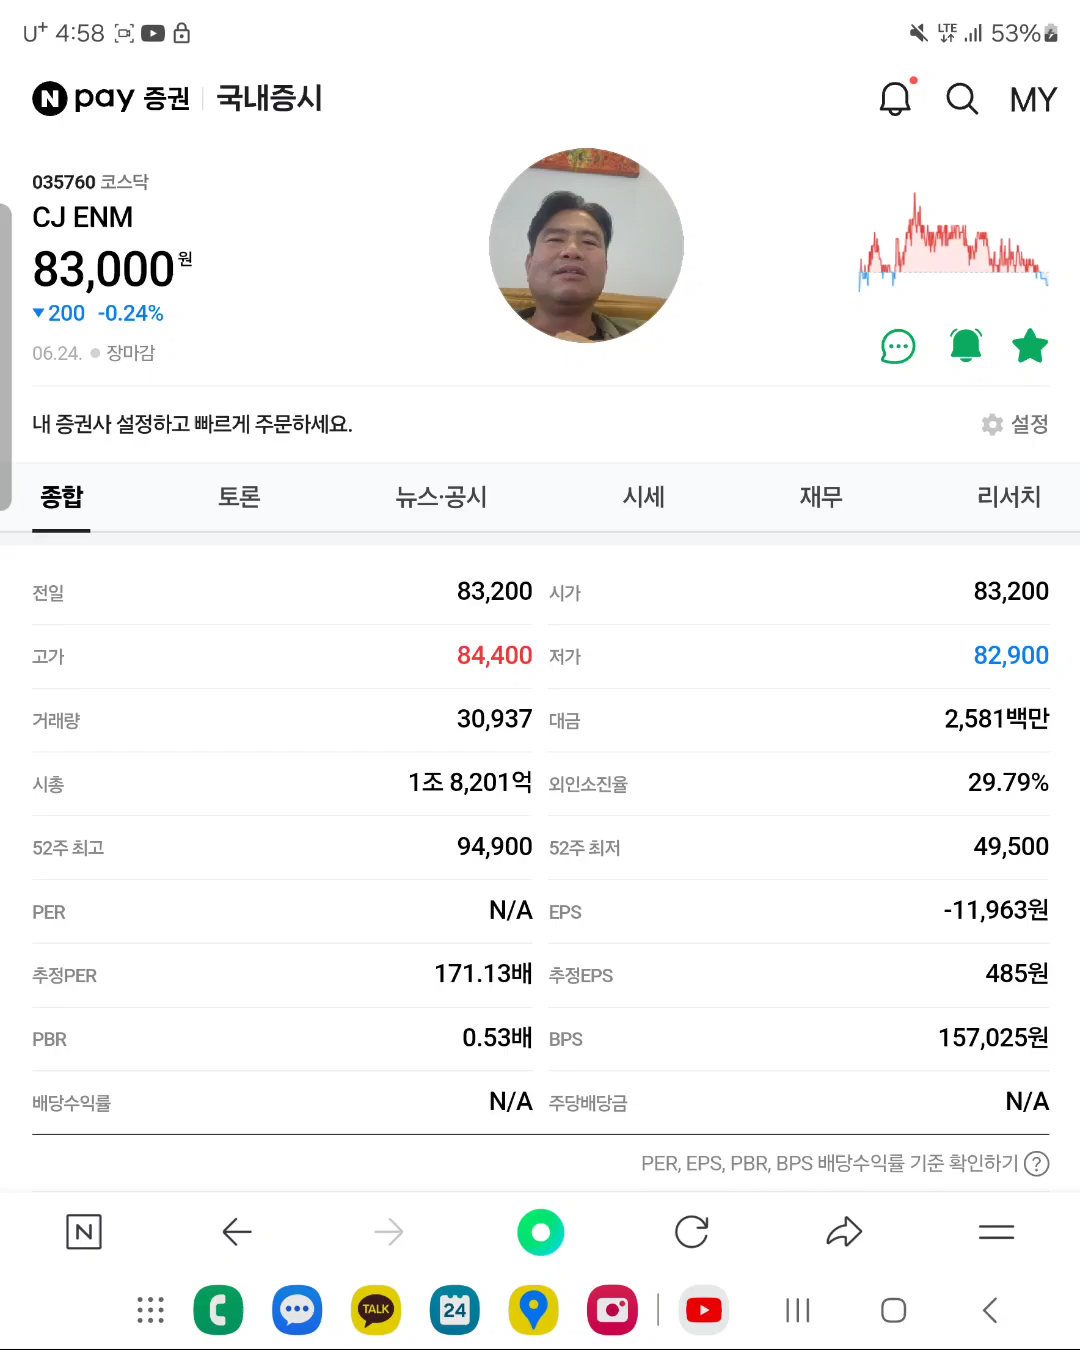 U+ 4:58 LTE 53%
N pay 증권 국내증시 MY
035760 코스닥
CJ ENM
83,000원
▼200 -0.24%
06.24. 장마감
내 증권사 설정하고 빠르게 주문하세요. 설정
종합 토론 뉴스·공시 시세 재무 리서치
전일 83,200 시가 83,200
고가 84,400 저가 82,900
거래량 30,937 대금 2,581백만
시총 1조 8,201억 외인소진율 29.79%
52주 최고 94,900 52주 최저 49,500
PER N/A EPS -11,963원
추정PER 171.13배 추정EPS 485원
PBR 0.53배 BPS 157,025원
배당수익률 N/A 주당배당금 N/A
PER, EPS, PBR, BPS 배당수익률 기준 확인하기 ?
N
TALK 24